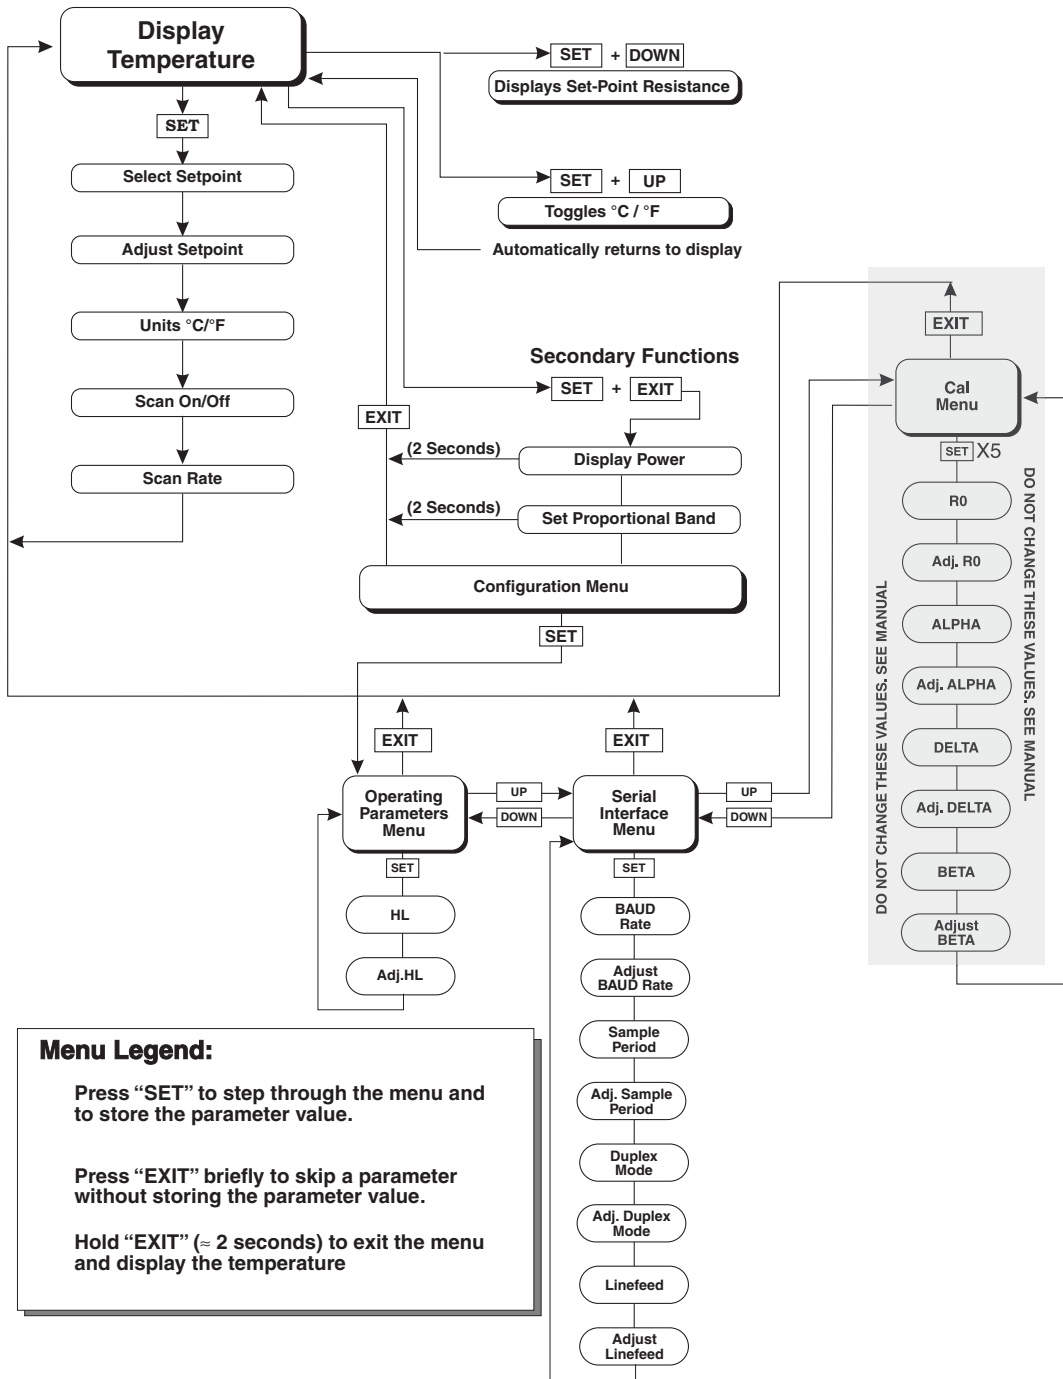 Display
Temperature
SET
Select Setpoint
Adjust Setpoint
Units °C/°F
Scan On/Off
Scan Rate
SET + DOWN
Displays Set-Point Resistance
SET + UP
Toggles °C / °F
Automatically returns to display
Secondary Functions
SET + EXIT
EXIT
(2 Seconds)
Display Power
(2 Seconds)
Set Proportional Band
Configuration Menu
SET
EXIT
Operating
Parameters
Menu
SET
HL
Adj.HL
UP
DOWN
EXIT
Serial
Interface
Menu
SET
BAUD
Rate
Adjust
BAUD Rate
Sample
Period
Adj. Sample
Period
Duplex
Mode
Adj. Duplex
Mode
Linefeed
Adjust
Linefeed
UP
DOWN
EXIT
Cal
Menu
SET X5
R0
Adj. R0
ALPHA
Adj. ALPHA
DELTA
Adj. DELTA
BETA
Adjust
BETA
DO NOT CHANGE THESE VALUES. SEE MANUAL
DO NOT CHANGE THESE VALUES. SEE MANUAL
Menu Legend:
Press “SET” to step through the menu and
to store the parameter value.
Press “EXIT” briefly to skip a parameter
without storing the parameter value.
Hold “EXIT” (≈ 2 seconds) to exit the menu
and display the temperature